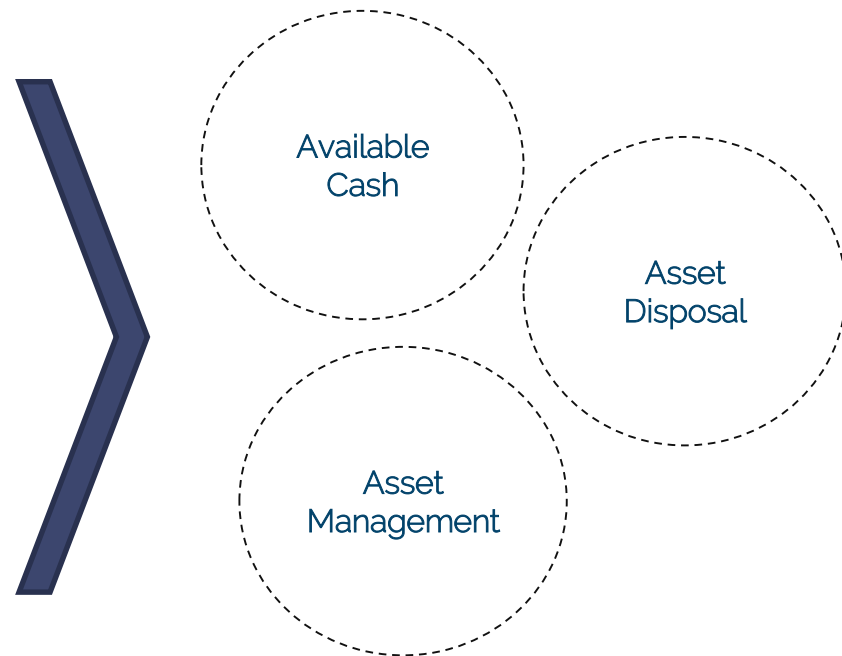 Available
Cash
Asset
Disposal
Asset
Management